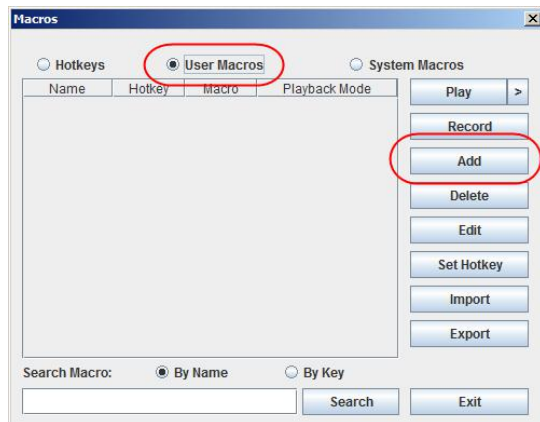 Macros
Hotkeys User Macros System Macros
Name Hotkey Macro Playback Mode
Play >
Record
Add
Delete
Edit
Set Hotkey
Import
Export
Search Macro: By Name By Key
Search Exit